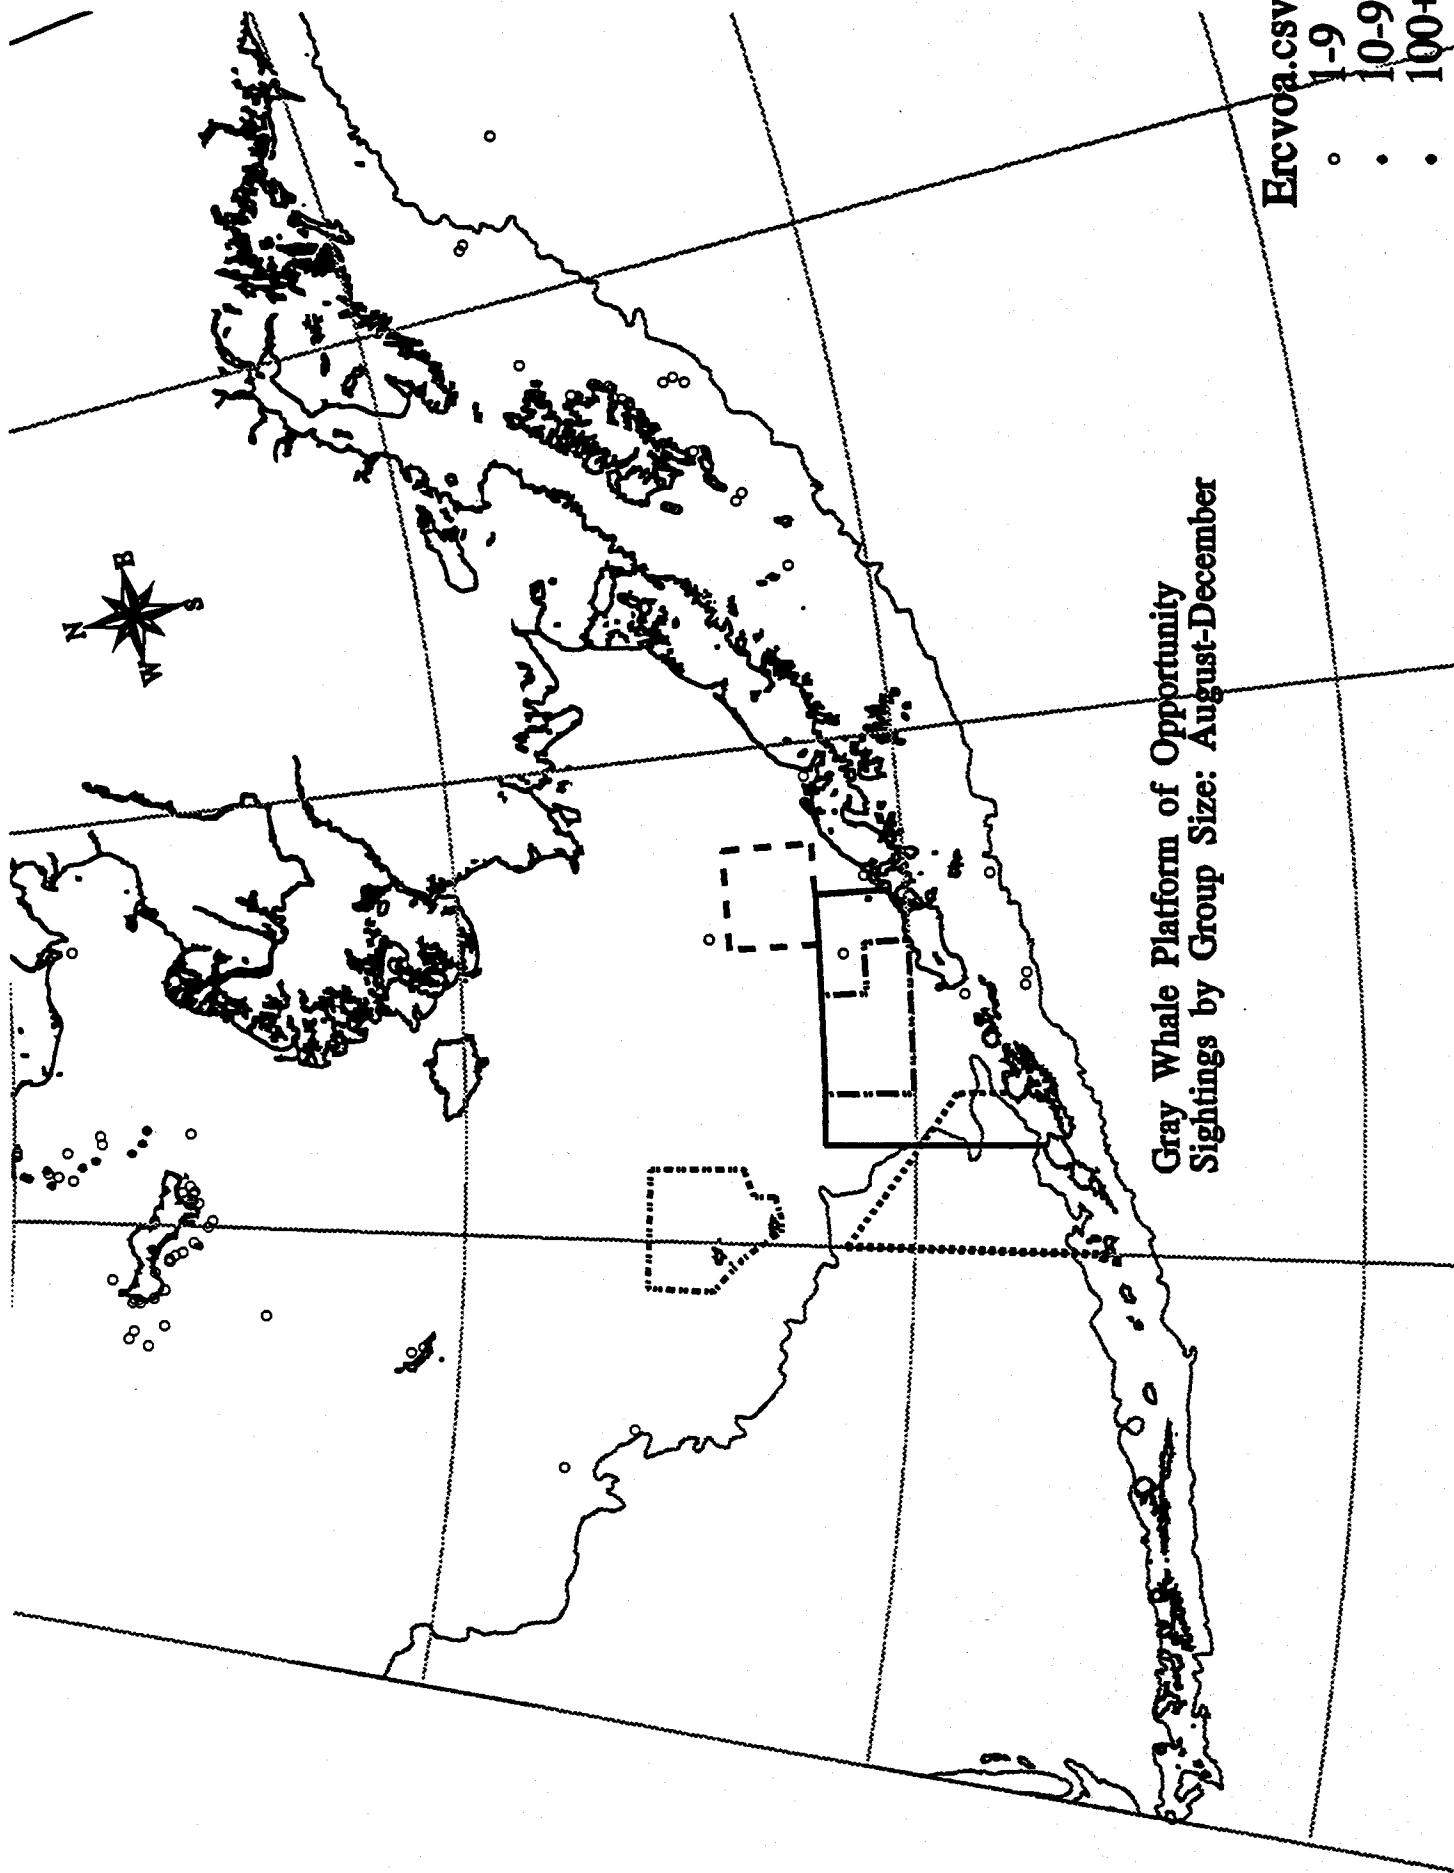 N
E
S
W
Gray Whale Platform of Opportunity
Sightings by Group Size: August-December
Ercvoa.csv
1-9
10-9
100+